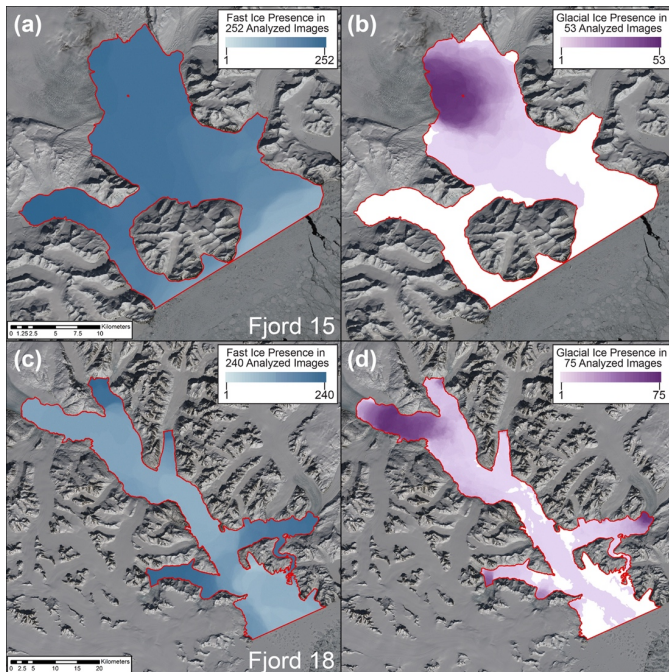 (a)
Fast Ice Presence in
252 Analyzed Images
1 252
Kilometers
0 1.25 2.5 5 7.5 10
Fjord 15
(b)
Glacial Ice Presence in
53 Analyzed Images
1 53
(c)
Fast Ice Presence in
240 Analyzed Images
1 240
Kilometers
0 2.5 5 10 15 20
Fjord 18
(d)
Glacial Ice Presence in
75 Analyzed Images
1 75